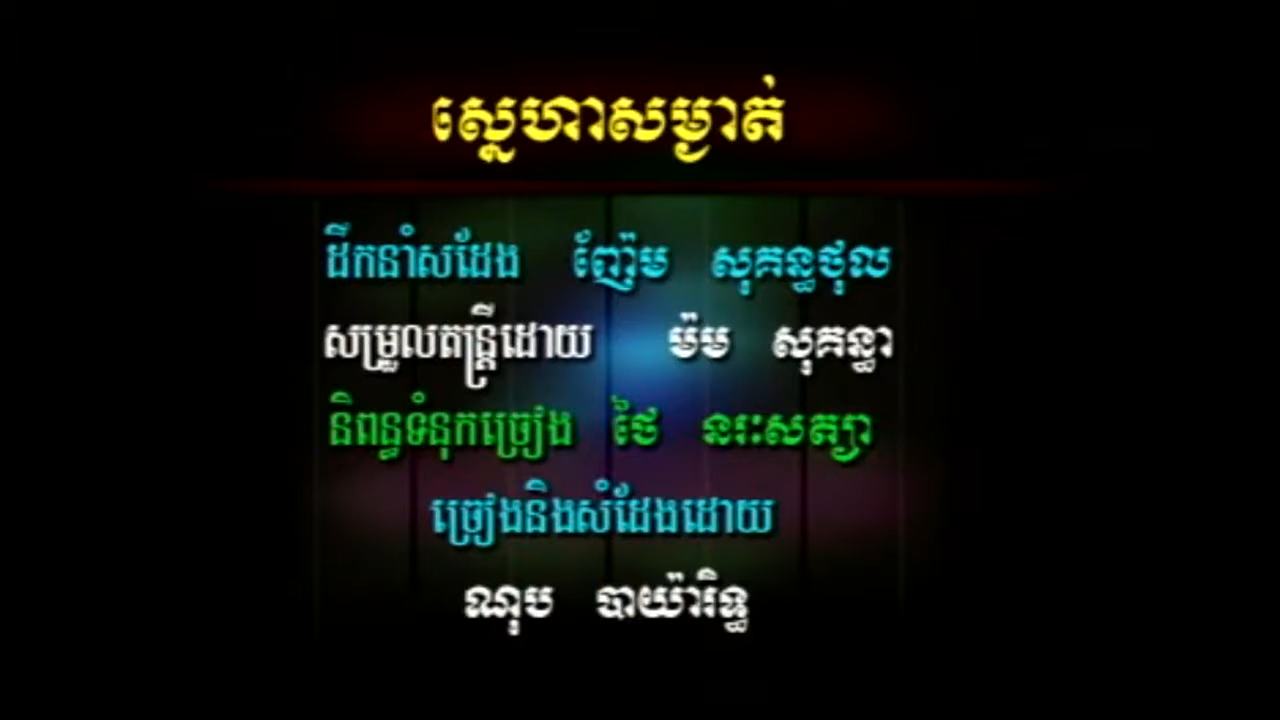 ស្នេហាសម្ងាត់
ដឹកនាំសដែង ញ៉ែម សុគន្ធថុល
សម្រួលតន្រ្តីដោយ ម៉ម សុគន្ធា
និពន្ធទំនុកច្រៀង ថៃ នរៈសត្យា
ច្រៀងនិងសំដែងដោយ
ណុប បាយ៉ារិទ្ធ